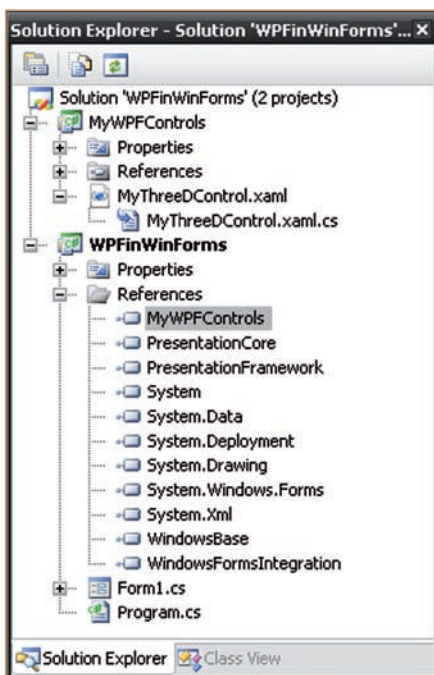 Solution Explorer - Solution 'WPFinWinForms'...
Solution 'WPFinWinForms' (2 projects)
MyWPFControls
Properties
References
MyThreeDControl.xaml
MyThreeDControl.xaml.cs
WPFinWinForms
Properties
References
MyWPFControls
PresentationCore
PresentationFramework
System
System.Data
System.Deployment
System.Drawing
System.Windows.Forms
System.Xml
WindowsBase
WindowsFormsIntegration
Form1.cs
Program.cs
Solution Explorer Class View